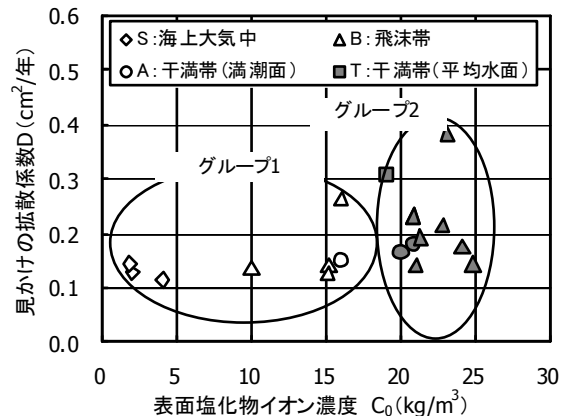 0.6
0.5
0.4
0.3
0.2
0.1
0.0
見かけの拡散係数D(cm²/年)
S:海上大気中
B:飛沫帯
A:干満帯(満潮面)
T:干満帯(平均水面)
グループ2
グループ1
0 5 10 15 20 25 30
表面塩化物イオン濃度 C₀(kg/m³)